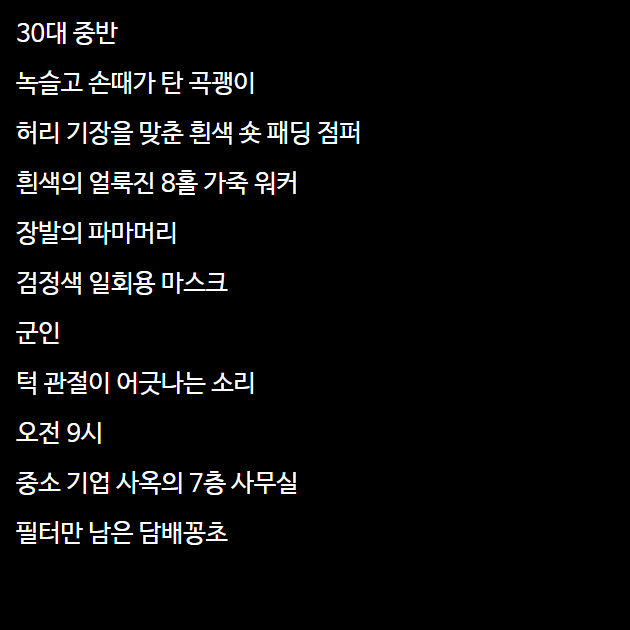 30대 중반
녹슬고 손때가 탄 곡괭이
허리 기장을 맞춘 흰색 숏 패딩 점퍼
흰색의 얼룩진 8홀 가죽 워커
장발의 파마머리
검정색 일회용 마스크
군인
턱 관절이 어긋나는 소리
오전 9시
중소 기업 사옥의 7층 사무실
필터만 남은 담배꽁초